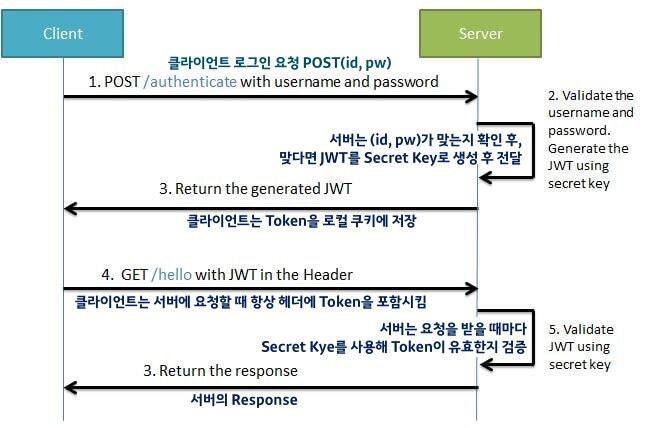 Client
Server
클라이언트 로그인 요청 POST(id, pw)
1. POST /authenticate with username and password
2. Validate the
username and
password.
Generate the
JWT using
secret key
서버는 (id, pw)가 맞는지 확인 후,
맞다면 JWT를 Secret Key로 생성 후 전달
3. Return the generated JWT
클라이언트는 Token을 로컬 쿠키에 저장
4. GET /hello with JWT in the Header
클라이언트는 서버에 요청할 때 항상 헤더에 Token을 포함시킴
서버는 요청을 받을 때마다
Secret Kye를 사용해 Token이 유효한지 검증
5. Validate
JWT using
secret key
3. Return the response
서버의 Response